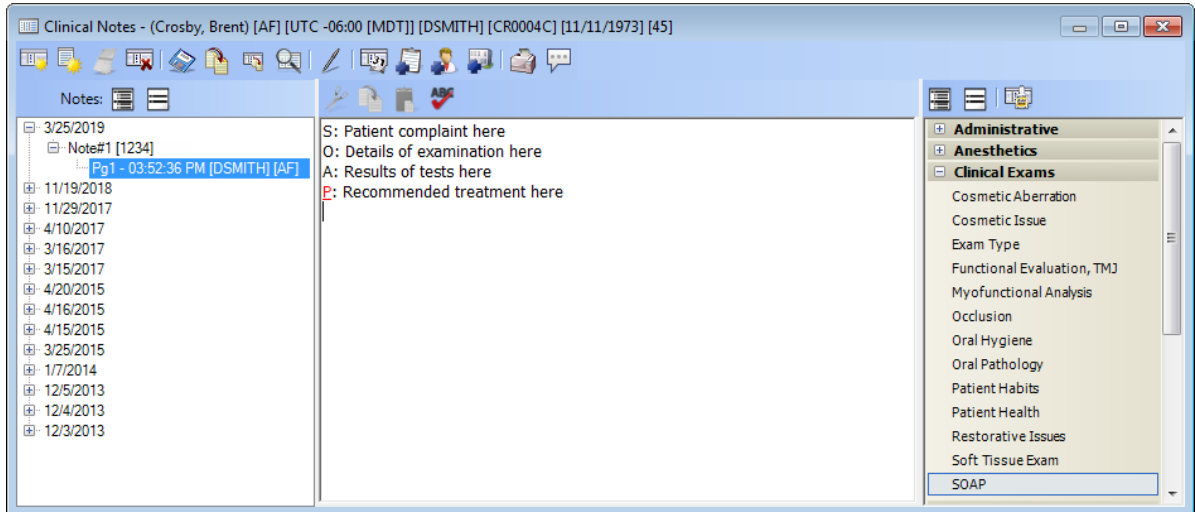 Clinical Notes - (Crosby, Brent) [AF] [UTC -06:00 [MDT]] [DSMITH] [CR0004C] [11/11/1973] [45]
Notes:
ABC
3/25/2019
Note#1 [1234]
Pg1 - 03:52:36 PM [DSMITH] [AF]
11/19/2018
11/29/2017
4/10/2017
3/16/2017
3/15/2017
4/20/2015
4/16/2015
4/15/2015
3/25/2015
1/7/2014
12/5/2013
12/4/2013
12/3/2013
S: Patient complaint here
O: Details of examination here
A: Results of tests here
P: Recommended treatment here
Administrative
Anesthetics
Clinical Exams
Cosmetic Aberration
Cosmetic Issue
Exam Type
Functional Evaluation, TMJ
Myofunctional Analysis
Occlusion
Oral Hygiene
Oral Pathology
Patient Habits
Patient Health
Restorative Issues
Soft Tissue Exam
SOAP